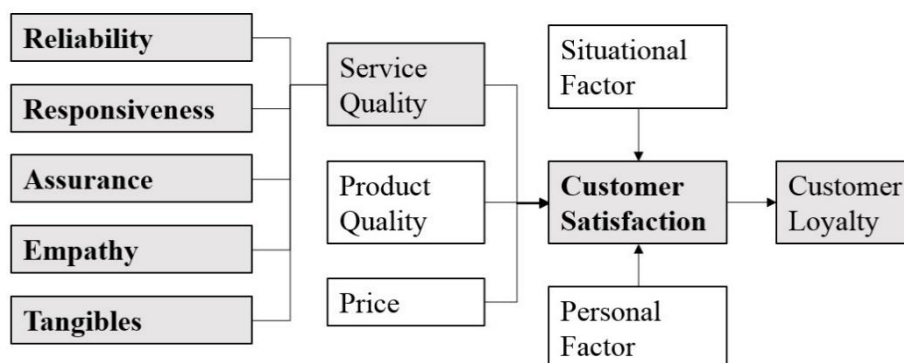 Reliability
Responsiveness
Assurance
Empathy
Tangibles
Service
Quality
Product
Quality
Price
Situational
Factor
Customer
Satisfaction
Personal
Factor
Customer
Loyalty